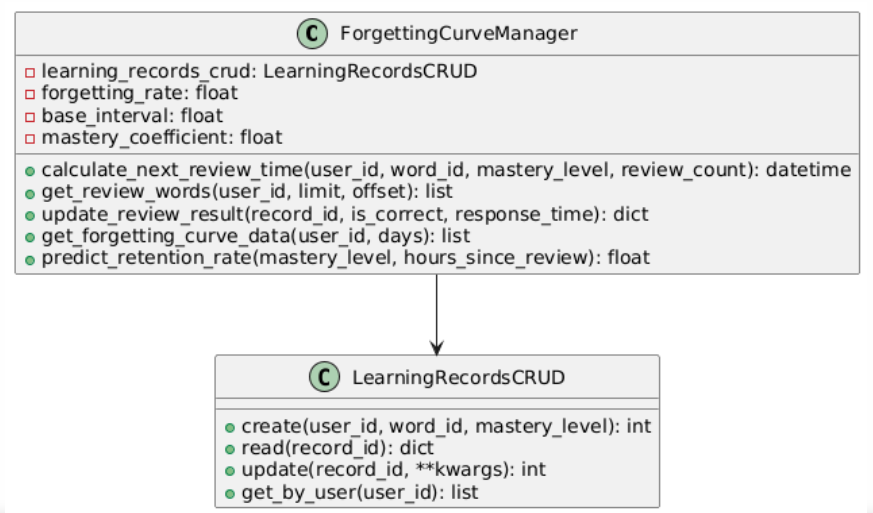 C ForgettingCurveManager
learning_records_crud: LearningRecordsCRUD
forgetting_rate: float
base_interval: float
mastery_coefficient: float
calculate_next_review_time(user_id, word_id, mastery_level, review_count): datetime
get_review_words(user_id, limit, offset): list
update_review_result(record_id, is_correct, response_time): dict
get_forgetting_curve_data(user_id, days): list
predict_retention_rate(mastery_level, hours_since_review): float
C LearningRecordsCRUD
create(user_id, word_id, mastery_level): int
read(record_id): dict
update(record_id, **kwargs): int
get_by_user(user_id): list